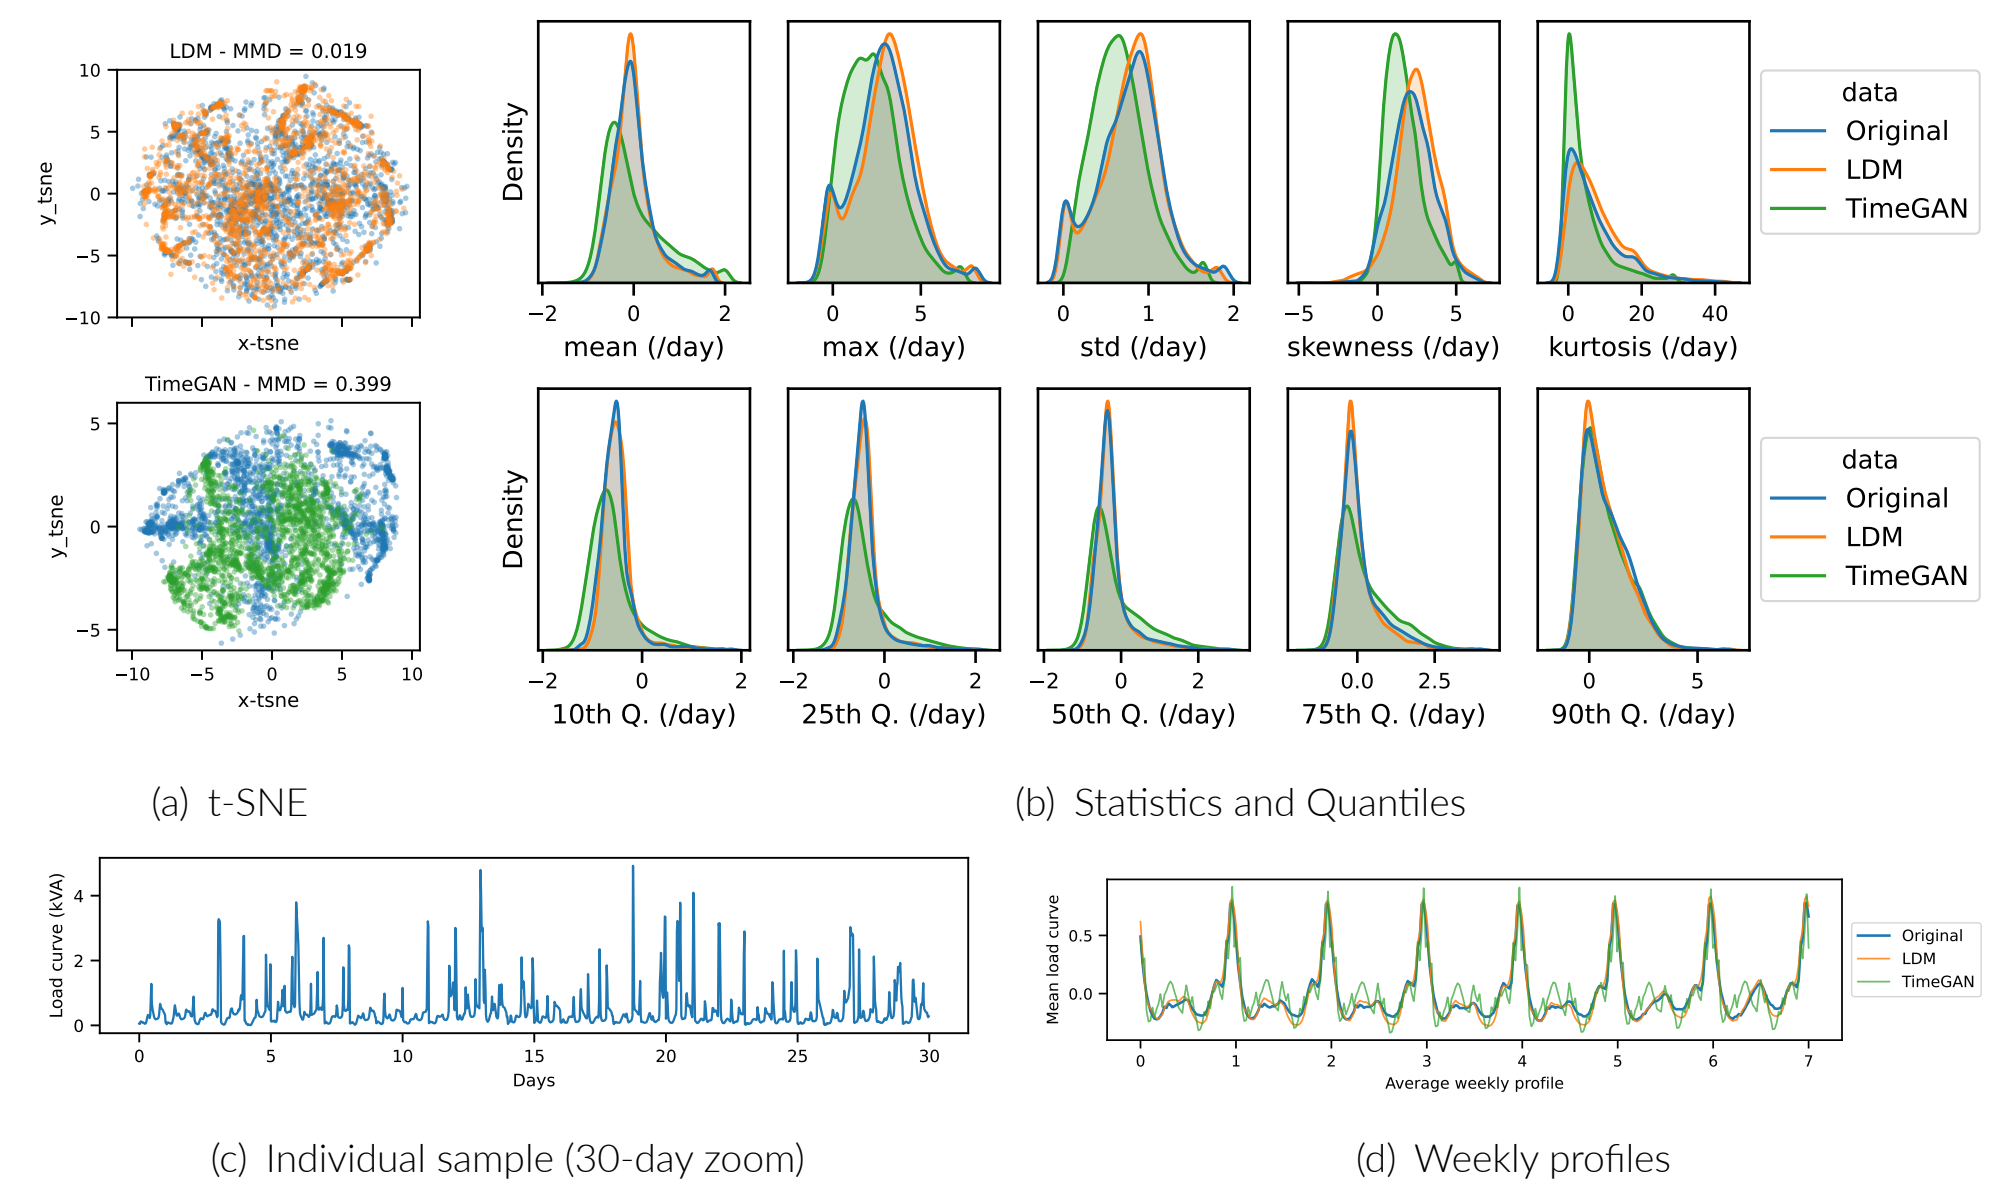 LDM - MMD = 0.019
10
5
0
−5
−10
y_tsne
x-tsne
TimeGAN - MMD = 0.399
5
0
−5
y_tsne
−10 −5 0 5 10
x-tsne
Density
−2 0 2
mean (/day)
0 5
max (/day)
0 1 2
std (/day)
−5 0 5
skewness (/day)
0 20 40
kurtosis (/day)
data
Original
LDM
TimeGAN
Density
−2 0 2
10th Q. (/day)
−2 0 2
25th Q. (/day)
−2 0 2
50th Q. (/day)
0.0 2.5
75th Q. (/day)
0 5
90th Q. (/day)
data
Original
LDM
TimeGAN
(a) t-SNE
(b) Statistics and Quantiles
Load curve (kVA)
4
2
0
0 5 10 15 20 25 30
Days
Mean load curve
0.5
0.0
0 1 2 3 4 5 6 7
Average weekly profile
Original
LDM
TimeGAN
(c) Individual sample (30-day zoom)
(d) Weekly profiles